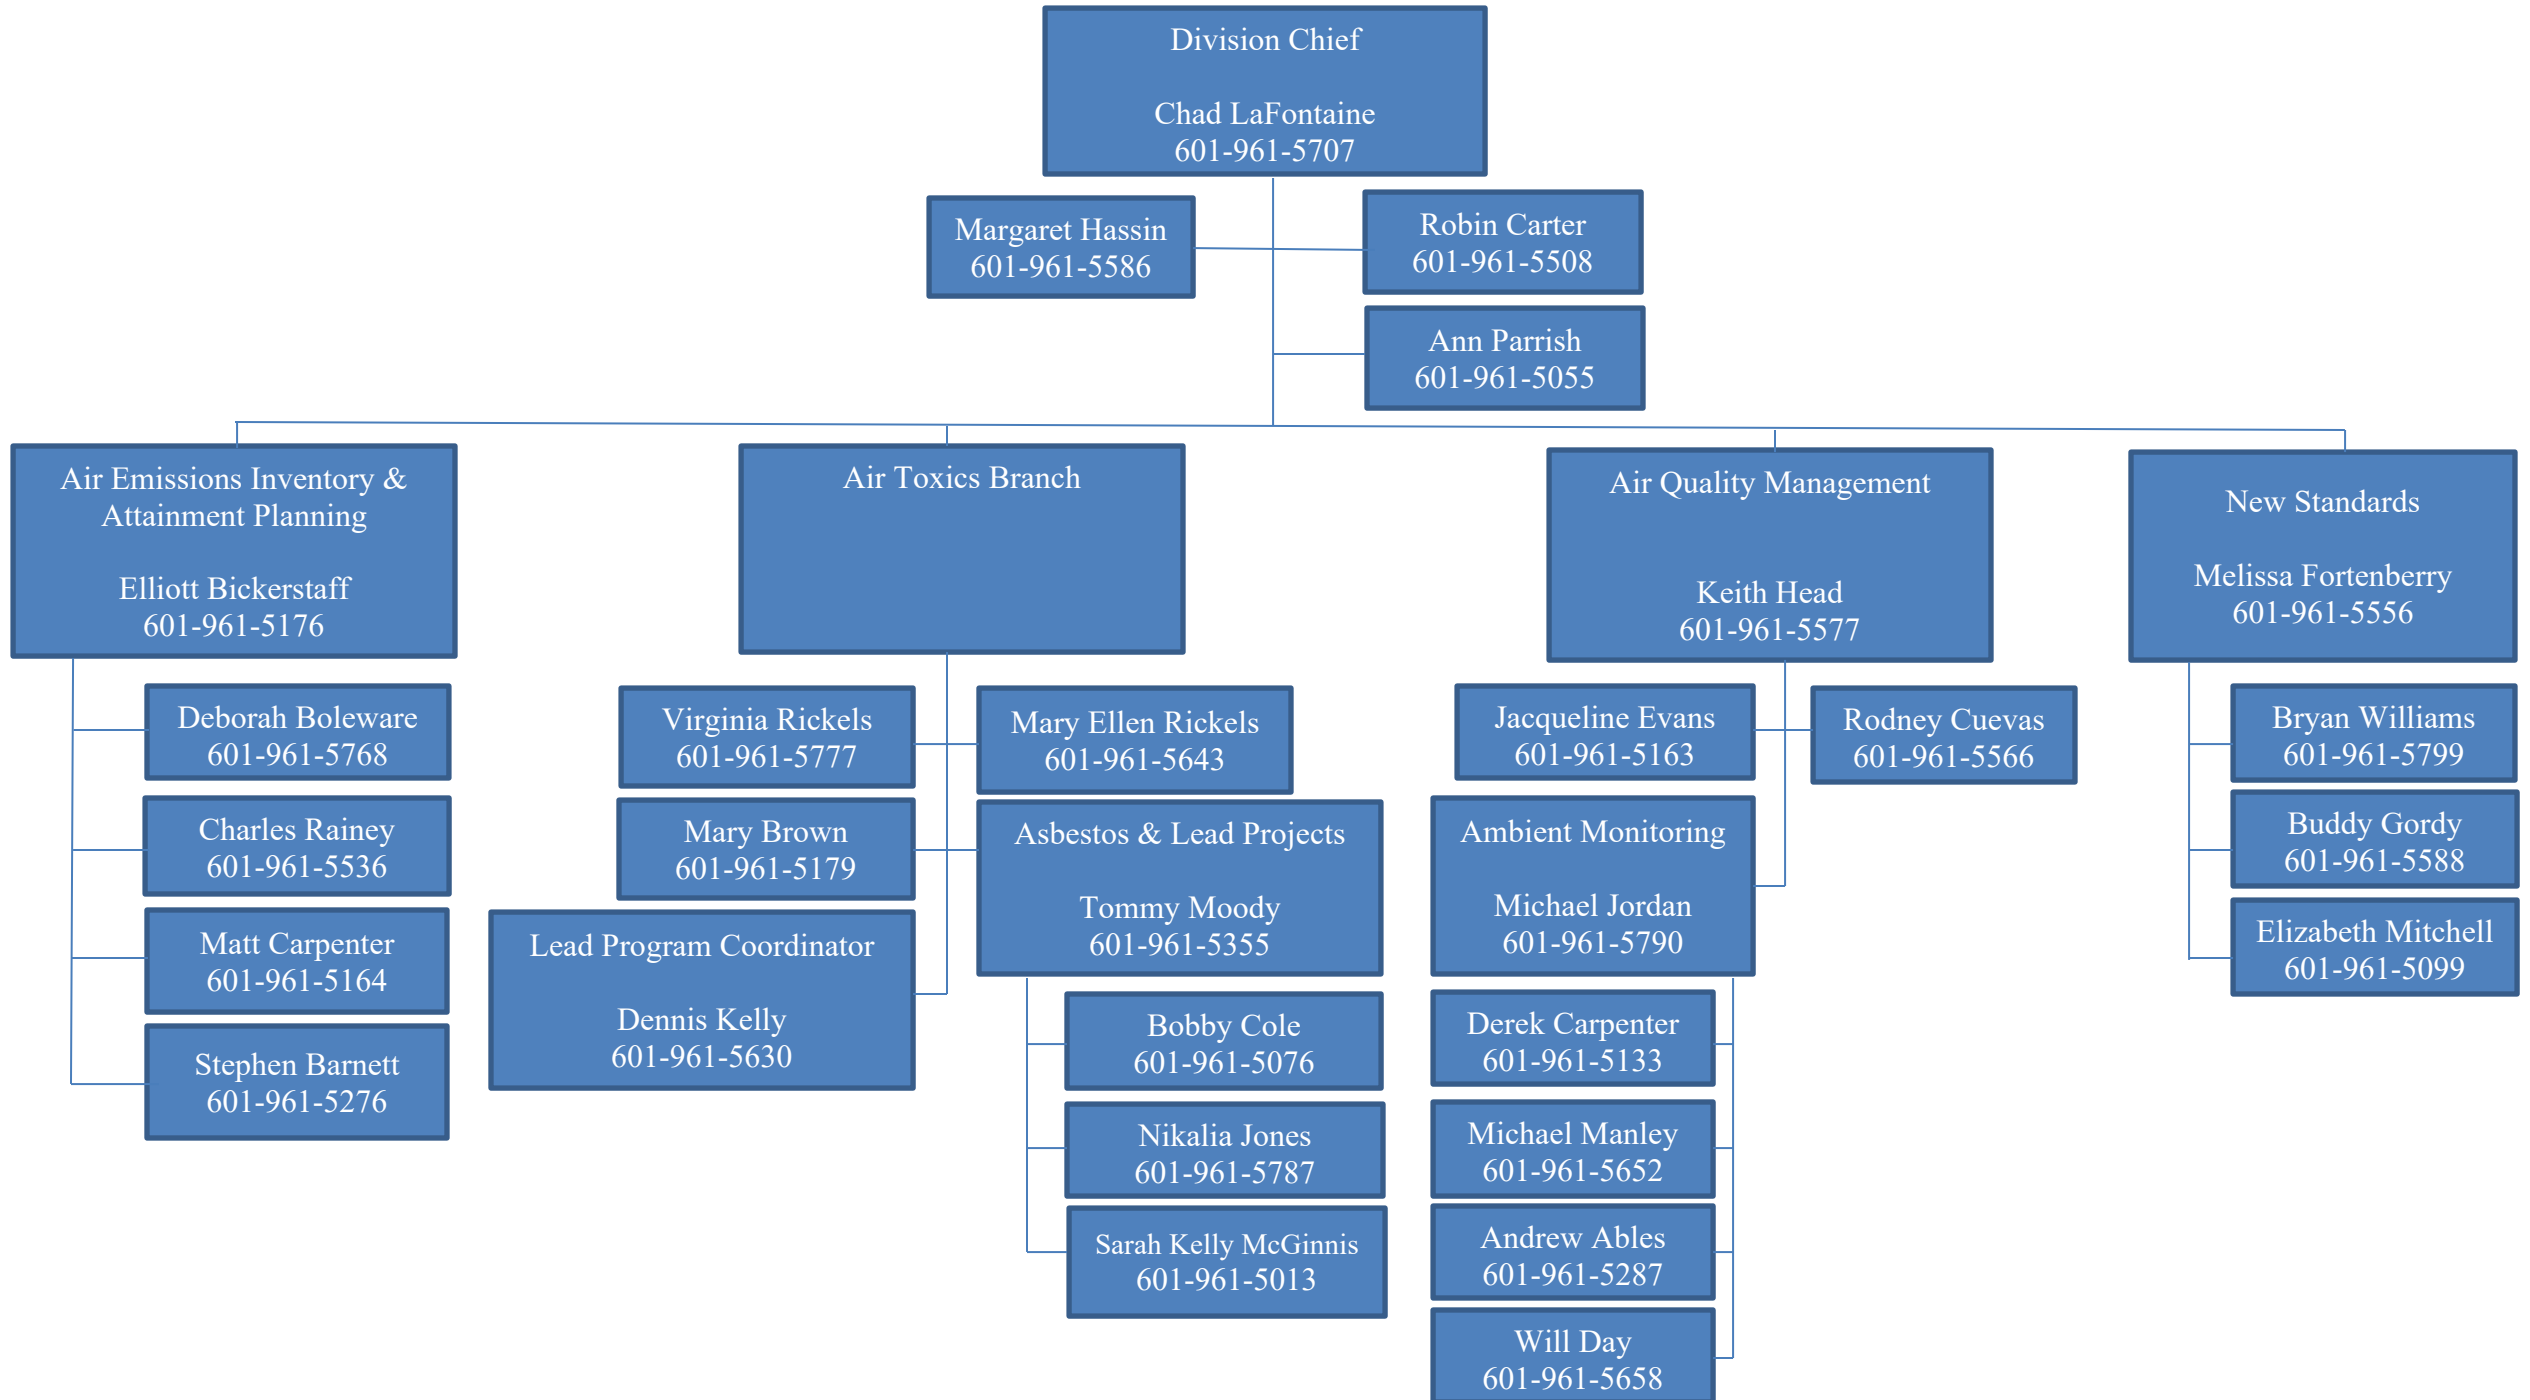 Division Chief
Chad LaFontaine
601-961-5707
Margaret Hassin
601-961-5586
Robin Carter
601-961-5508
Ann Parrish
601-961-5055
Air Emissions Inventory &
Attainment Planning
Elliott Bickerstaff
601-961-5176
Deborah Boleware
601-961-5768
Charles Rainey
601-961-5536
Matt Carpenter
601-961-5164
Stephen Barnett
601-961-5276
Air Toxics Branch
Virginia Rickels
601-961-5777
Mary Ellen Rickels
601-961-5643
Mary Brown
601-961-5179
Lead Program Coordinator
Dennis Kelly
601-961-5630
Asbestos & Lead Projects
Tommy Moody
601-961-5355
Bobby Cole
601-961-5076
Nikalia Jones
601-961-5787
Sarah Kelly McGinnis
601-961-5013
Air Quality Management
Keith Head
601-961-5577
Jacqueline Evans
601-961-5163
Rodney Cuevas
601-961-5566
Ambient Monitoring
Michael Jordan
601-961-5790
Derek Carpenter
601-961-5133
Michael Manley
601-961-5652
Andrew Ables
601-961-5287
Will Day
601-961-5658
New Standards
Melissa Fortenberry
601-961-5556
Bryan Williams
601-961-5799
Buddy Gordy
601-961-5588
Elizabeth Mitchell
601-961-5099